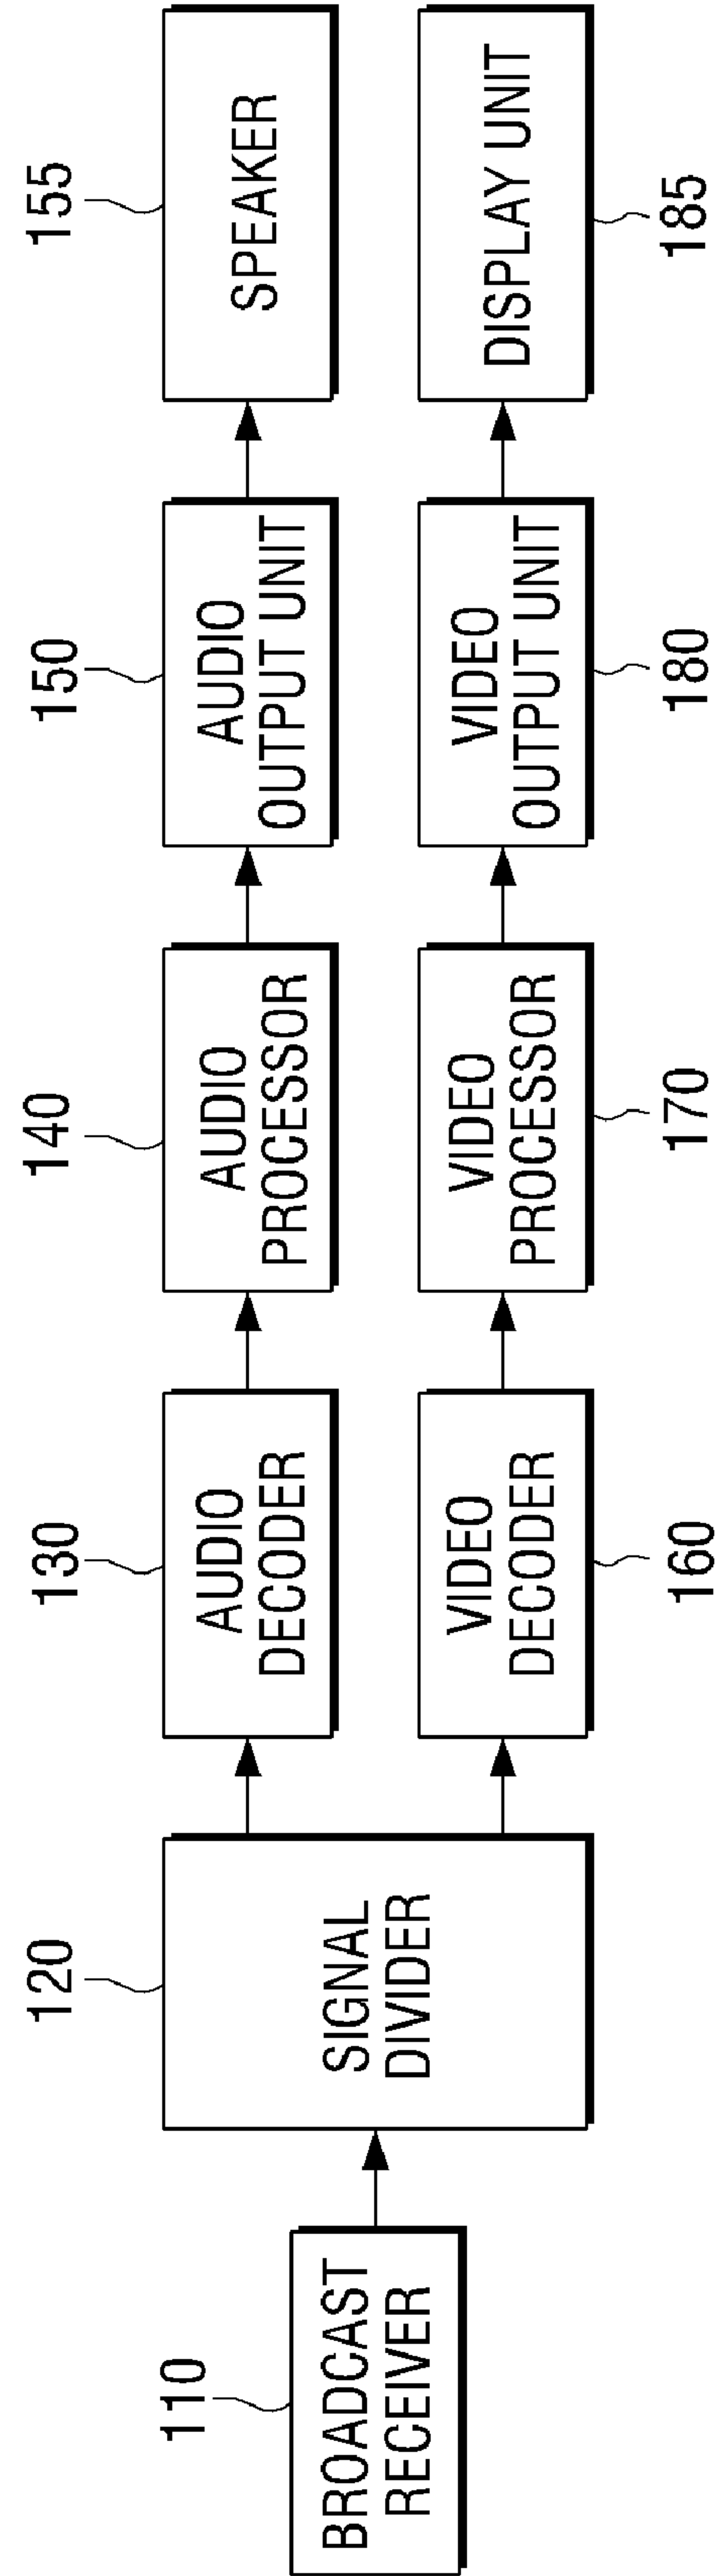 110
BROADCAST
RECEIVER
120
SIGNAL
DIVIDER
130
AUDIO
DECODER
140
AUDIO
PROCESSOR
150
AUDIO
OUTPUT UNIT
155
SPEAKER
VIDEO
DECODER
160
VIDEO
PROCESSOR
170
VIDEO
OUTPUT UNIT
180
DISPLAY UNIT
185